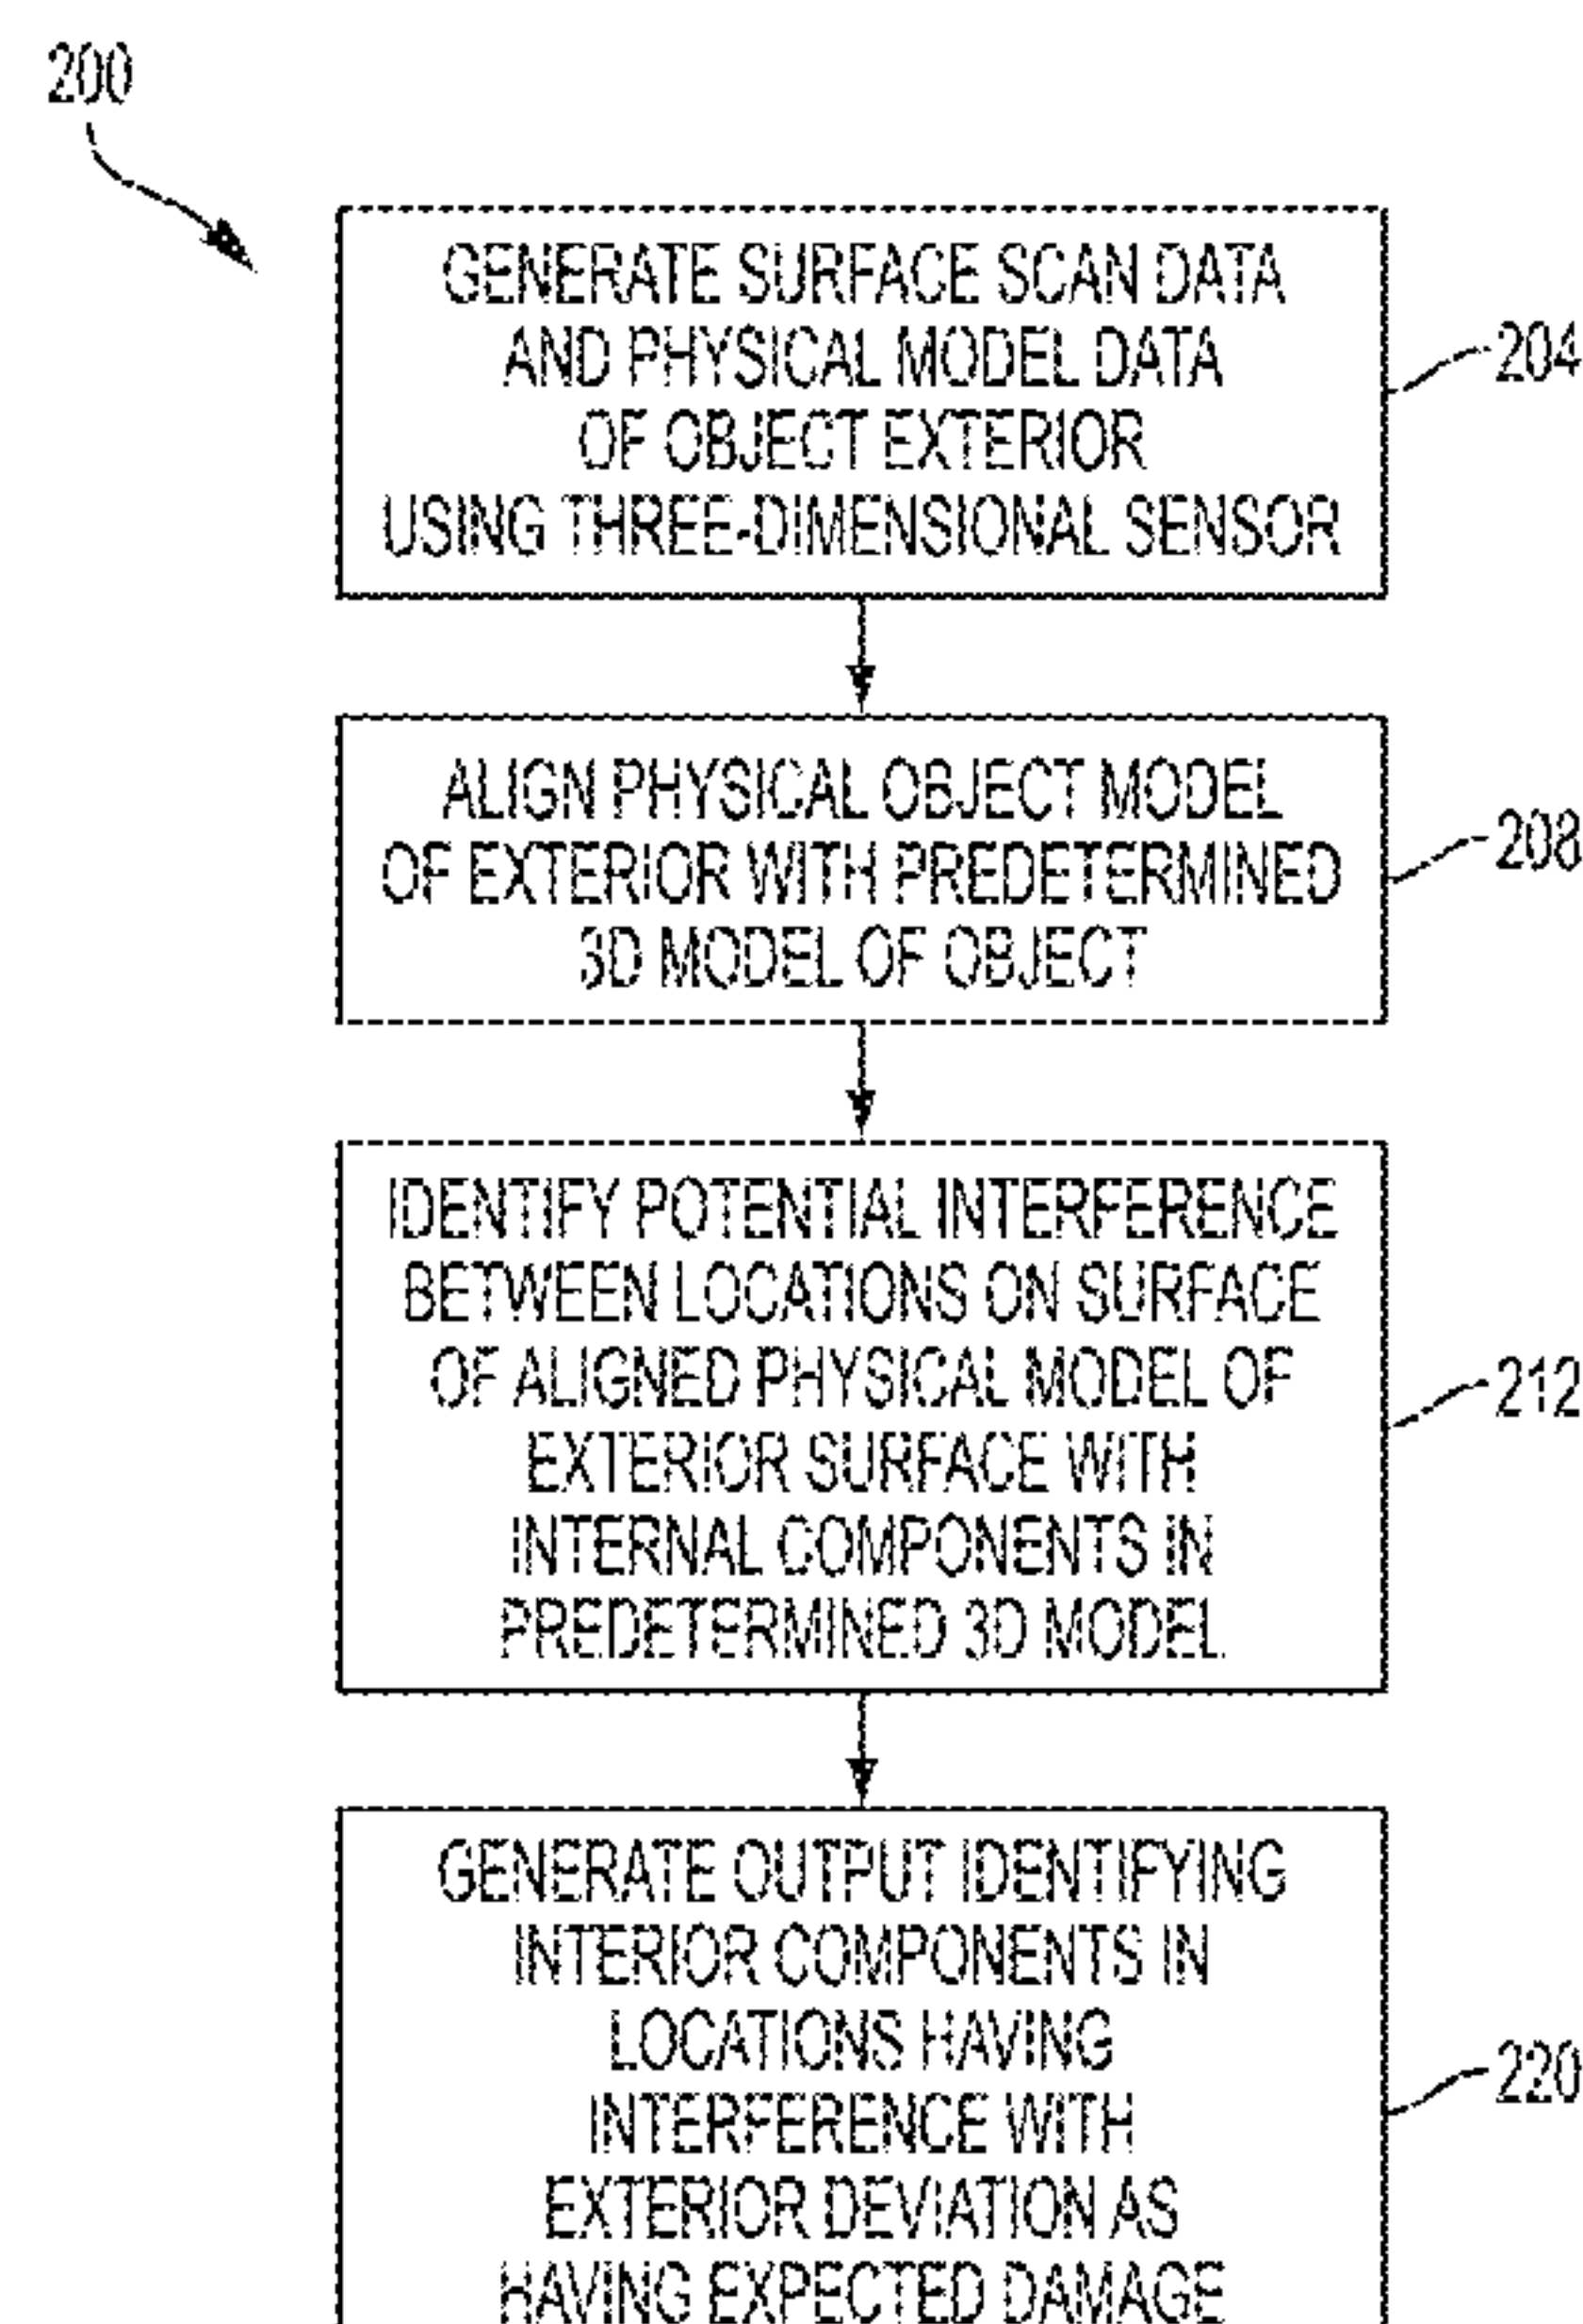 200
GENERATE SURFACE SCAN DATA
AND PHYSICAL MODEL DATA
OF OBJECT EXTERIOR
USING THREE-DIMENSIONAL SENSOR
204
ALIGN PHYSICAL OBJECT MODEL
OF EXTERIOR WITH PREDETERMINED
3D MODEL OF OBJECT
208
IDENTIFY POTENTIAL INTERFERENCE
BETWEEN LOCATIONS ON SURFACE
OF ALIGNED PHYSICAL MODEL OF
EXTERIOR SURFACE WITH
INTERNAL COMPONENTS IN
PREDETERMINED 3D MODEL
212
GENERATE OUTPUT IDENTIFYING
INTERIOR COMPONENTS IN
LOCATIONS HAVING
INTERFERENCE WITH
EXTERIOR DEVIATION AS
HAVING EXPECTED DAMAGE
220